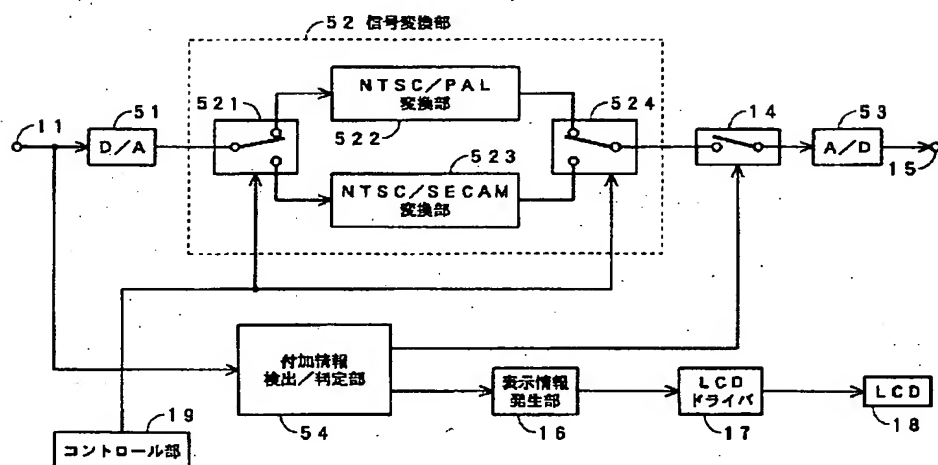 52 信号変換部
NTSC/PAL
変換部
522
521
524
11
51
D/A
14
53
A/D
15
523
NTSC/SECAM
変換部
付加情報
検出/判定部
54
表示情報
発生部
16
LCD
ドライバ
17
LCD
18
19
コントロール部